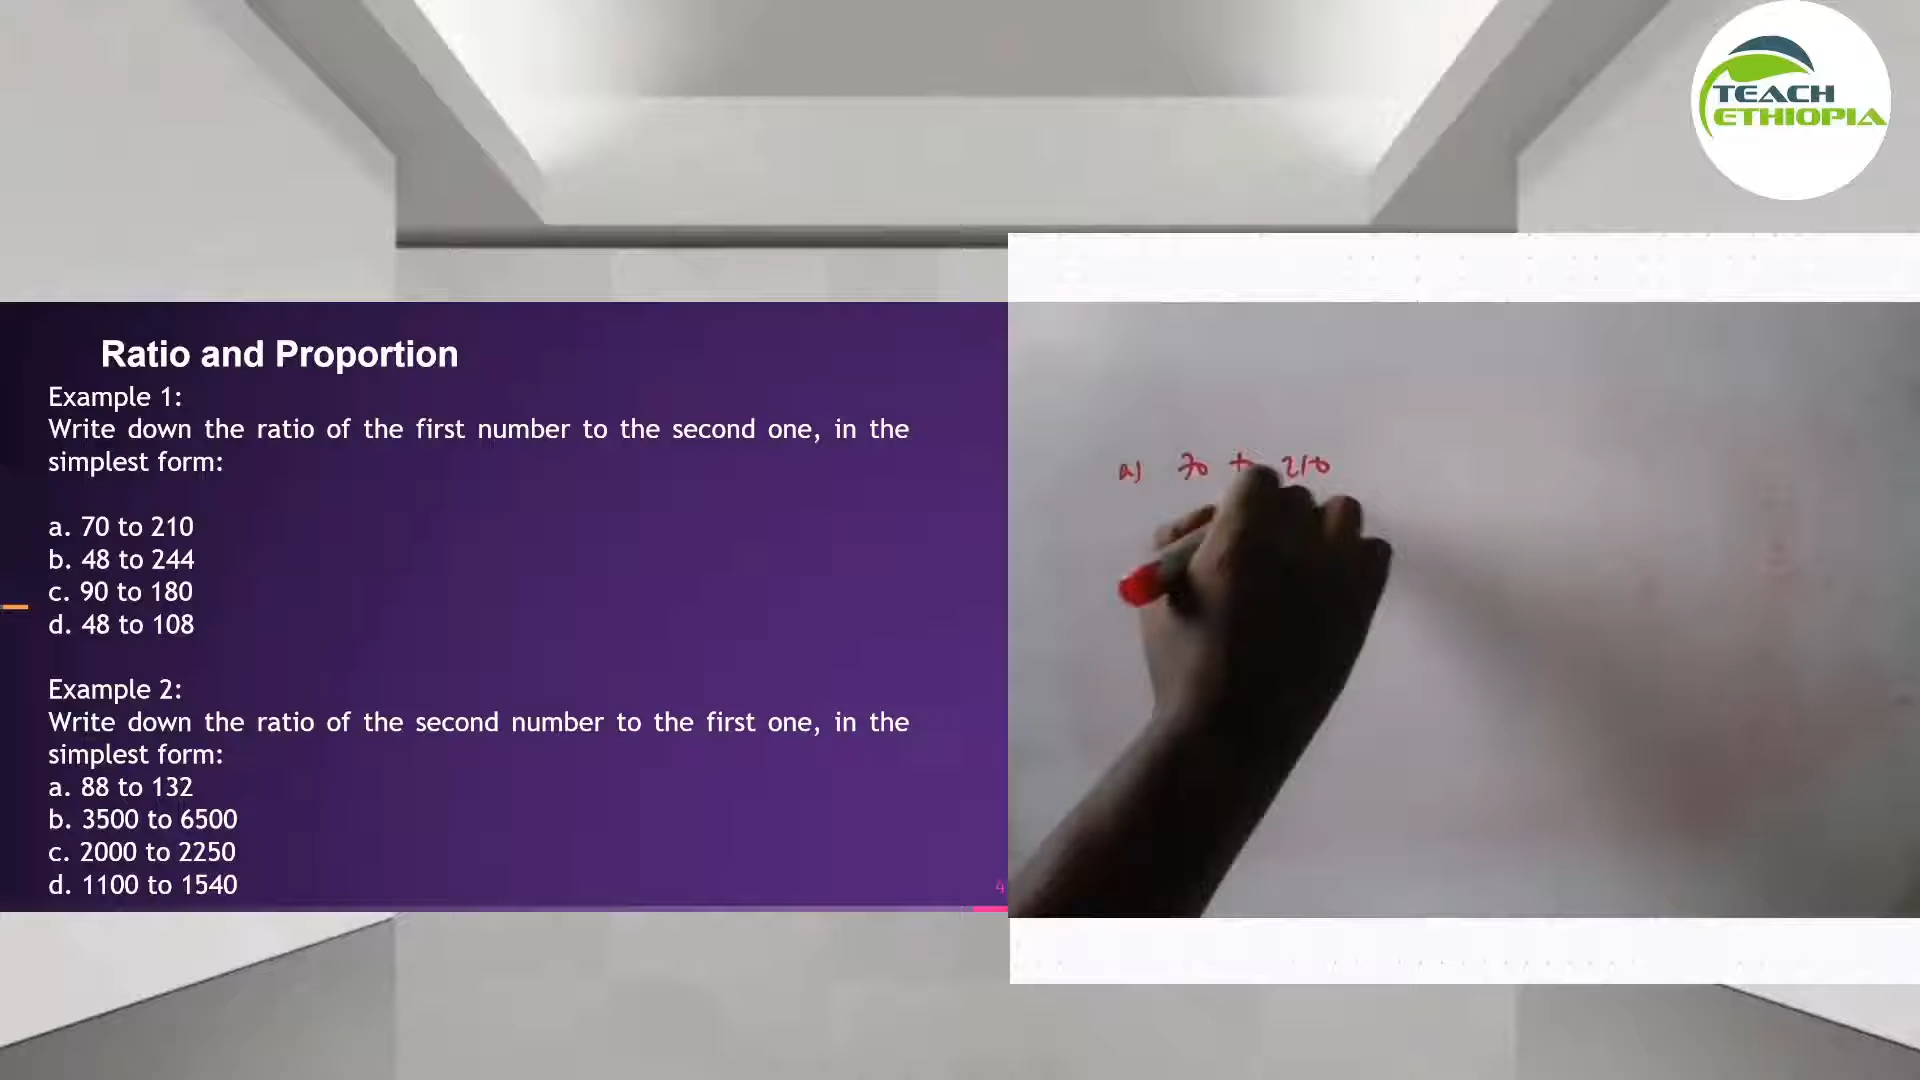 TEACH
ETHIOPIA
Ratio and Proportion
Example 1:
Write down the ratio of the first number to the second one, in the
simplest form:
a. 70 to 210
b. 48 to 244
c. 90 to 180
d. 48 to 108
Example 2:
Write down the ratio of the second number to the first one, in the
simplest form:
a. 88 to 132
b. 3500 to 6500
c. 2000 to 2250
d. 1100 to 1540
4
a) 70 to 210